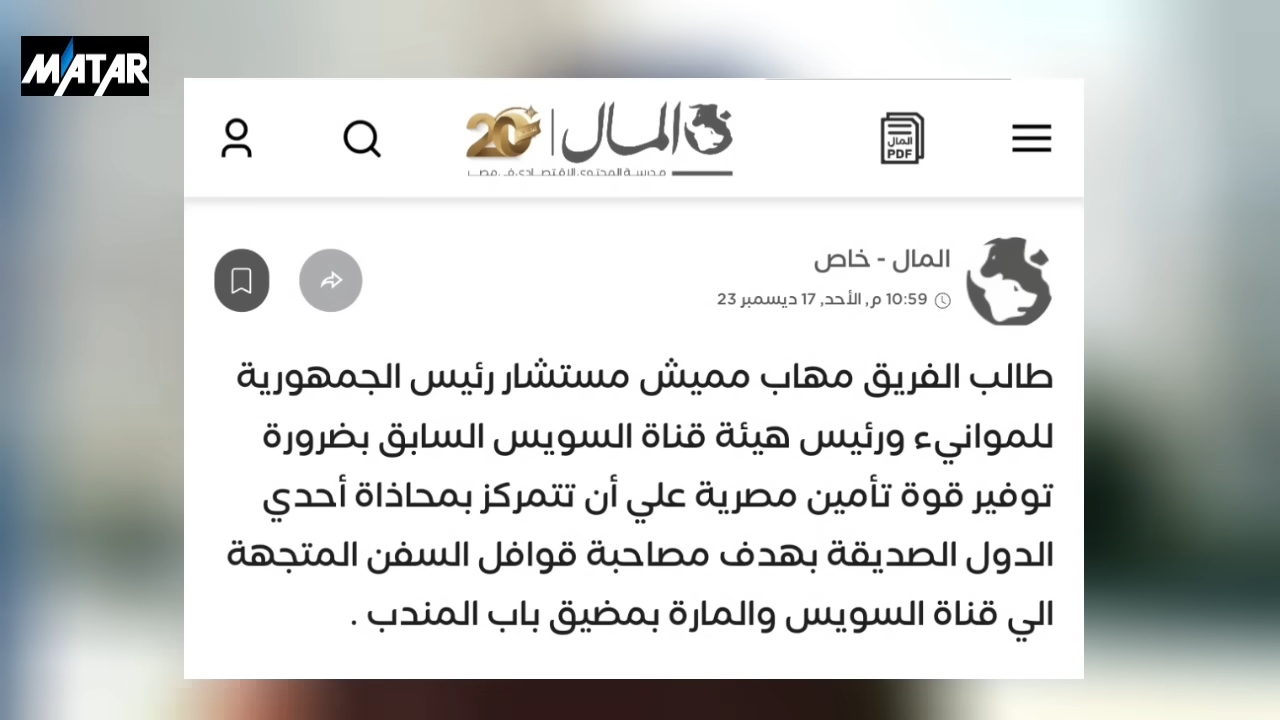 MATAR
المال
20
المال
PDF
مدرسة المحتوى الاقتصادي في مصر
المال - خاص
10:59 م, الأحد, 17 ديسمبر 23
طالب الفريق مهاب مميش مستشار رئيس الجمهورية
للموانيء ورئيس هيئة قناة السويس السابق بضرورة
توفير قوة تأمين مصرية علي أن تتمركز بمحاذاة أحدي
الدول الصديقة بهدف مصاحبة قوافل السفن المتجهة
الي قناة السويس والمارة بمضيق باب المندب .